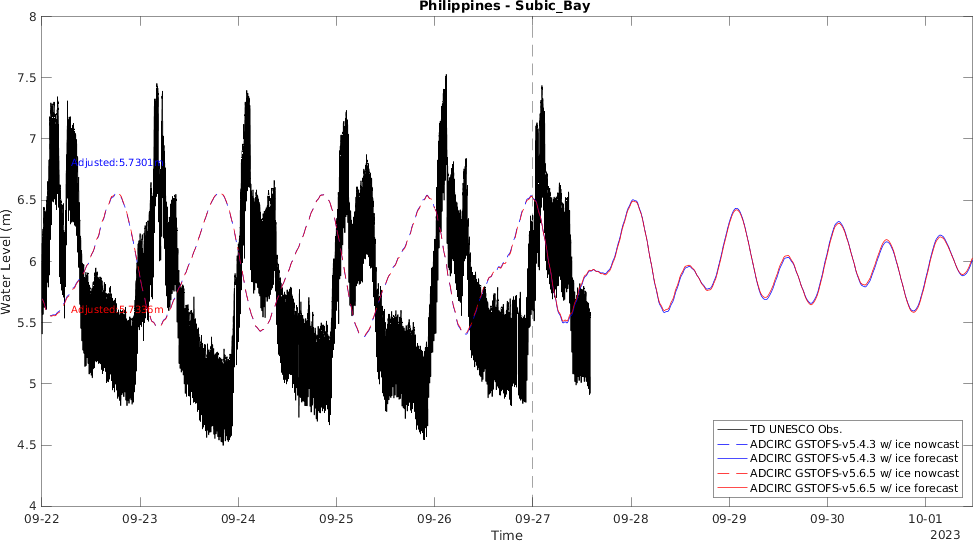 Philippines - Subic_Bay
8
7.5
7
6.5
6
5.5
5
4.5
4
Water Level (m)
Adjusted:5.7301m
Adjusted:
TD UNESCO Obs.
ADCIRC GSTOFS-v5.4.3 w/ ice nowcast
ADCIRC GSTOFS-v5.4.3 w/ ice forecast
ADCIRC GSTOFS-v5.6.5 w/ ice nowcast
ADCIRC GSTOFS-v5.6.5 w/ ice forecast
09-22 09-23 09-24 09-25 09-26 09-27 09-28 09-29 09-30 10-01
Time
2023